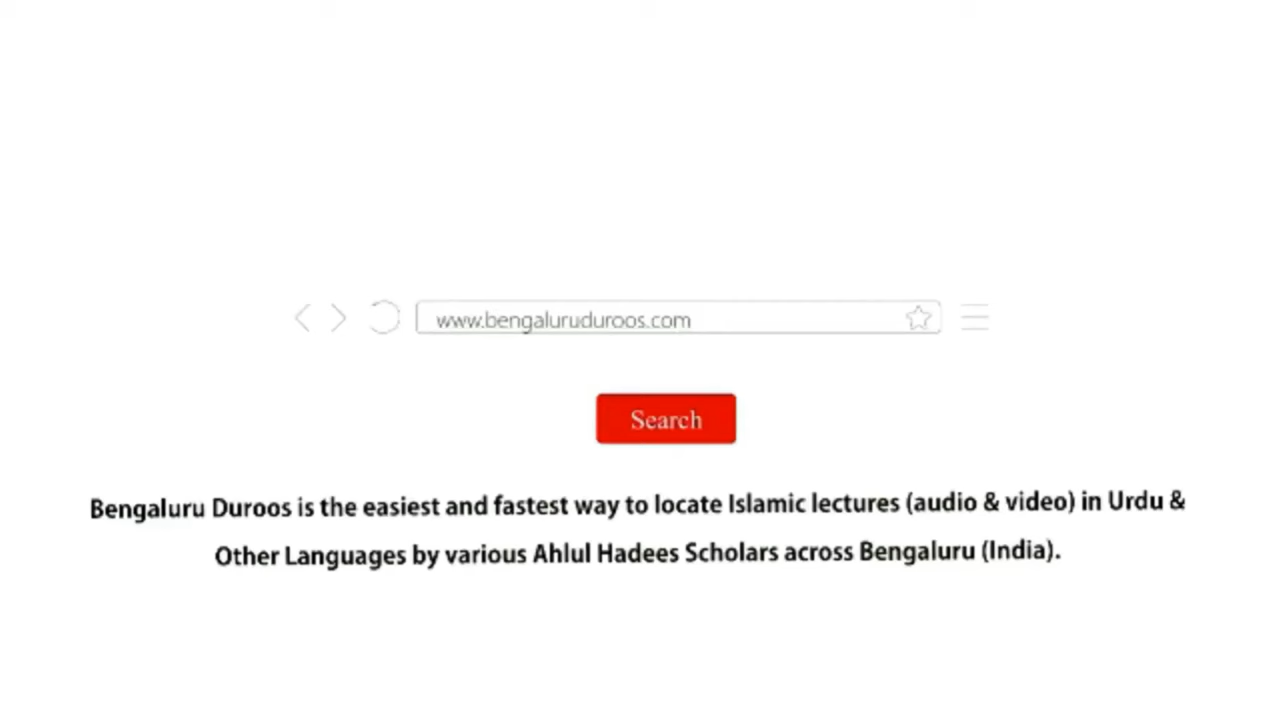 www.bengaluruduroos.com
Search
Bengaluru Duroos is the easiest and fastest way to locate Islamic lectures (audio & video) in Urdu &
Other Languages by various Ahlul Hadees Scholars across Bengaluru (India).